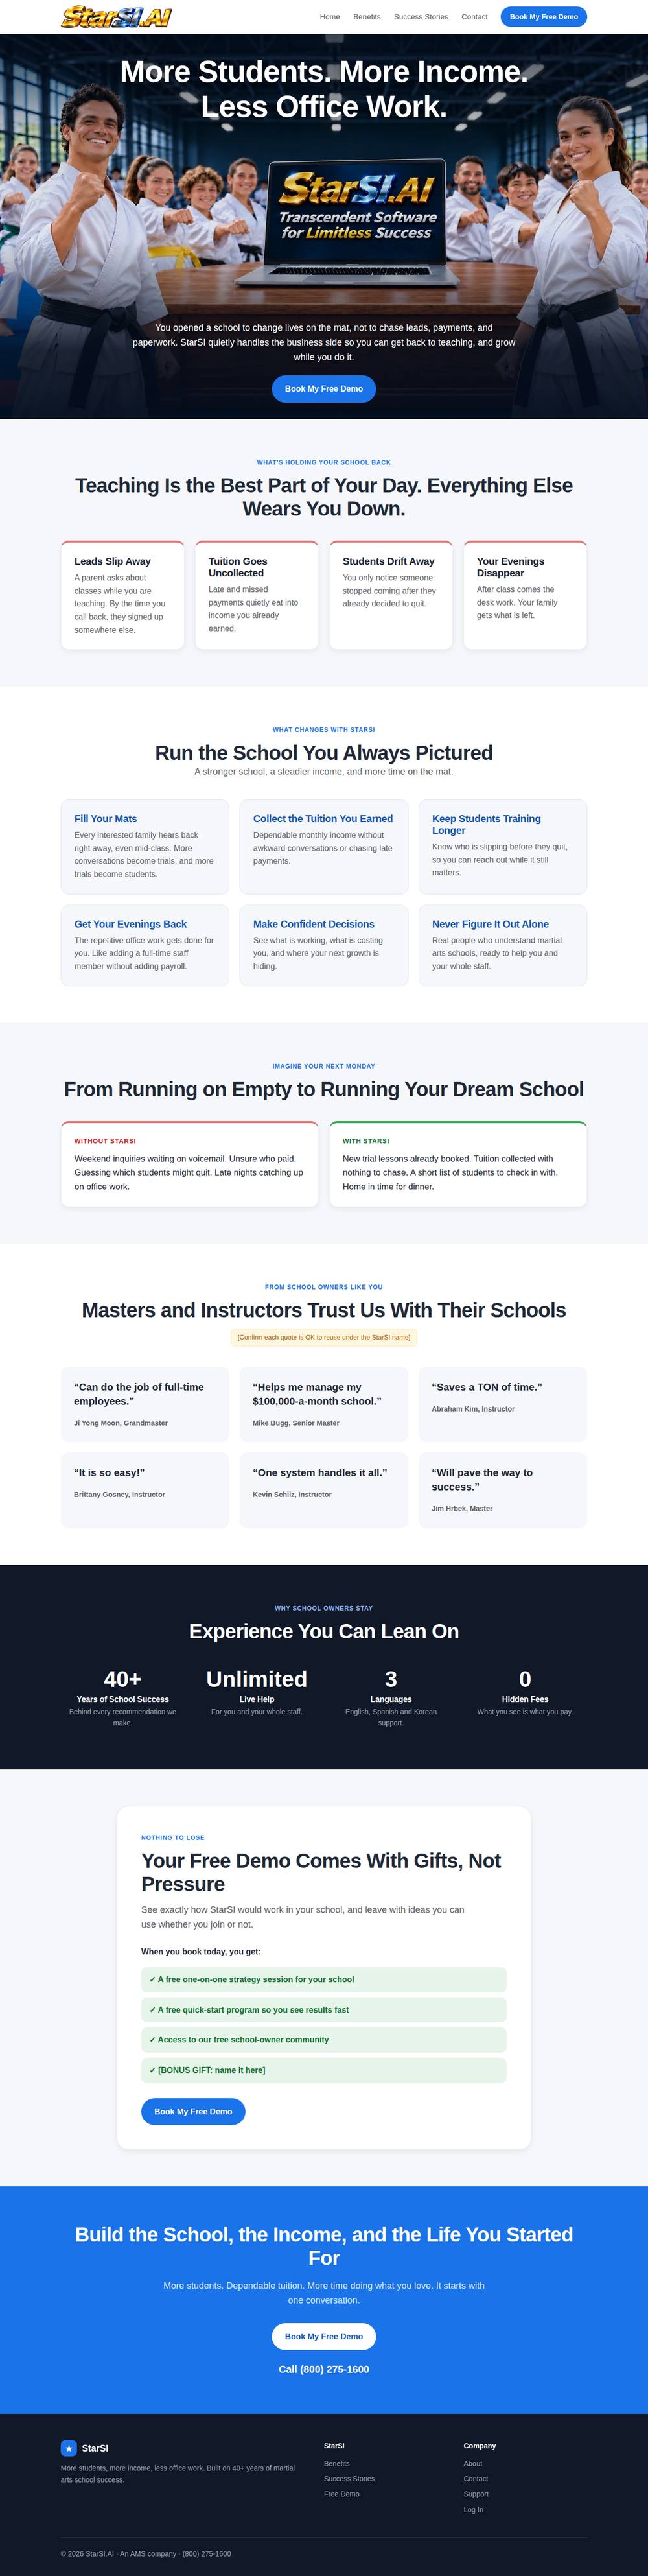 StarSI.AI
Home
Benefits
Success Stories
Contact
Book My Free Demo
More Students. More Income.
Less Office Work.
StarSI.AI
Transcendent Software
for Limitless Success
You opened a school to change lives on the mat, not to chase leads, payments, and
paperwork. StarSI quietly handles the business side so you can get back to teaching, and grow
while you do it.
Book My Free Demo
WHAT'S HOLDING YOUR SCHOOL BACK
Teaching Is the Best Part of Your Day. Everything Else
Wears You Down.
Leads Slip Away
A parent asks about
classes while you are
teaching. By the time you
call back, they signed up
somewhere else.
Tuition Goes
Uncollected
Late and missed
payments quietly eat into
income you already
earned.
Students Drift Away
You only notice someone
stopped coming after they
already decided to quit.
Your Evenings
Disappear
After class comes the
desk work. Your family
gets what is left.
WHAT CHANGES WITH STARSI
Run the School You Always Pictured
A stronger school, a steadier income, and more time on the mat.
Fill Your Mats
Every interested family hears back
right away, even mid-class. More
conversations become trials, and more
trials become students.
Collect the Tuition You Earned
Dependable monthly income without
awkward conversations or chasing late
payments.
Keep Students Training
Longer
Know who is slipping before they quit,
so you can reach out while it still
matters.
Get Your Evenings Back
The repetitive office work gets done for
you. Like adding a full-time staff
member without adding payroll.
Make Confident Decisions
See what is working, what is costing
you, and where your next growth is
hiding.
Never Figure It Out Alone
Real people who understand martial
arts schools, ready to help you and
your whole staff.
IMAGINE YOUR NEXT MONDAY
From Running on Empty to Running Your Dream School
WITHOUT STARSI
Weekend inquiries waiting on voicemail. Unsure who paid.
Guessing which students might quit. Late nights catching up
on office work.
WITH STARSI
New trial lessons already booked. Tuition collected with
nothing to chase. A short list of students to check in with.
Home in time for dinner.
FROM SCHOOL OWNERS LIKE YOU
Masters and Instructors Trust Us With Their Schools
[Confirm each quote is OK to reuse under the StarSI name]
“Can do the job of full-time
employees.”
Ji Yong Moon, Grandmaster
“Helps me manage my
$100,000-a-month school.”
Mike Bugg, Senior Master
“Saves a TON of time.”
Abraham Kim, Instructor
“It is so easy!”
Brittany Gosney, Instructor
“One system handles it all.”
Kevin Schilz, Instructor
“Will pave the way to
success.”
Jim Hrbek, Master
WHY SCHOOL OWNERS STAY
Experience You Can Lean On
40+
Years of School Success
Behind every recommendation we
make.
Unlimited
Live Help
For you and your whole staff.
3
Languages
English, Spanish and Korean
support.
0
Hidden Fees
What you see is what you pay.
NOTHING TO LOSE
Your Free Demo Comes With Gifts, Not
Pressure
See exactly how StarSI would work in your school, and leave with ideas you can
use whether you join or not.
When you book today, you get:
✓ A free one-on-one strategy session for your school
✓ A free quick-start program so you see results fast
✓ Access to our free school-owner community
✓ [BONUS GIFT: name it here]
Book My Free Demo
Build the School, the Income, and the Life You Started
For
More students. Dependable tuition. More time doing what you love. It starts with
one conversation.
Book My Free Demo
Call (800) 275-1600
★ StarSI
More students, more income, less office work. Built on 40+ years of martial
arts school success.
StarSI
Benefits
Success Stories
Free Demo
Company
About
Contact
Support
Log In
© 2026 StarSI.AI · An AMS company · (800) 275-1600